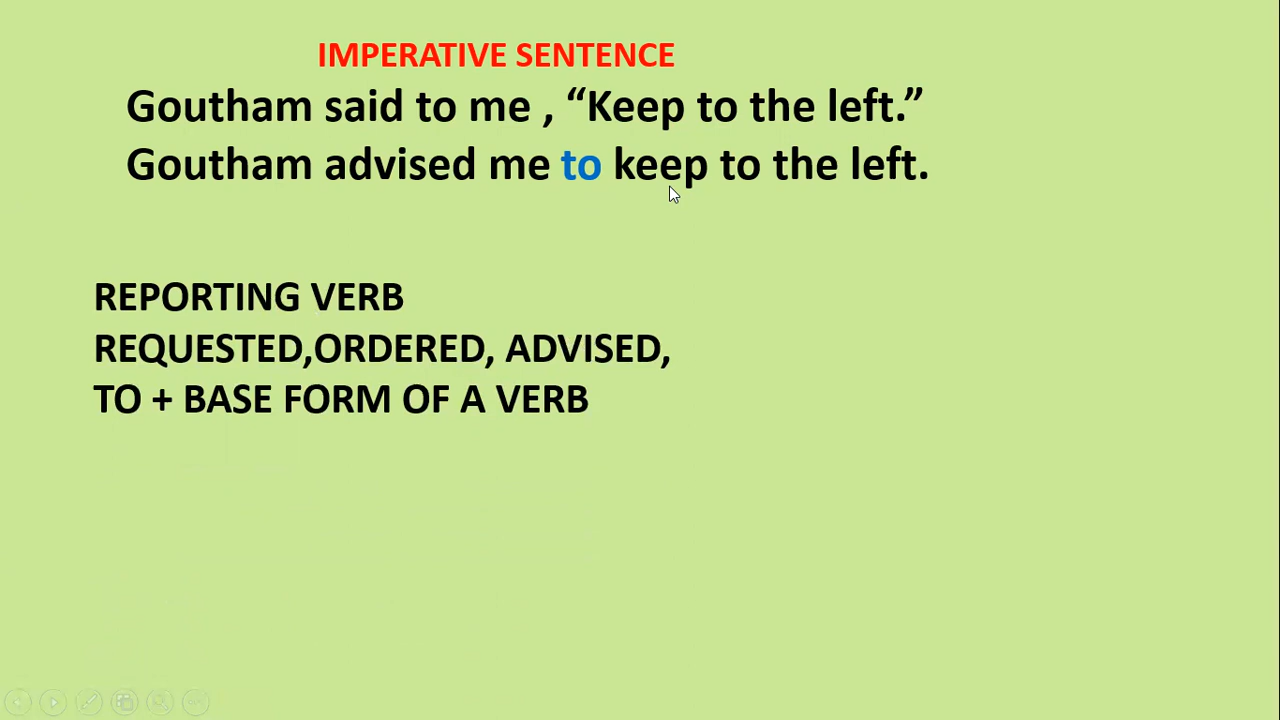 IMPERATIVE SENTENCE
Goutham said to me , “Keep to the left.”
Goutham advised me to keep to the left.
REPORTING VERB
REQUESTED,ORDERED, ADVISED,
TO + BASE FORM OF A VERB